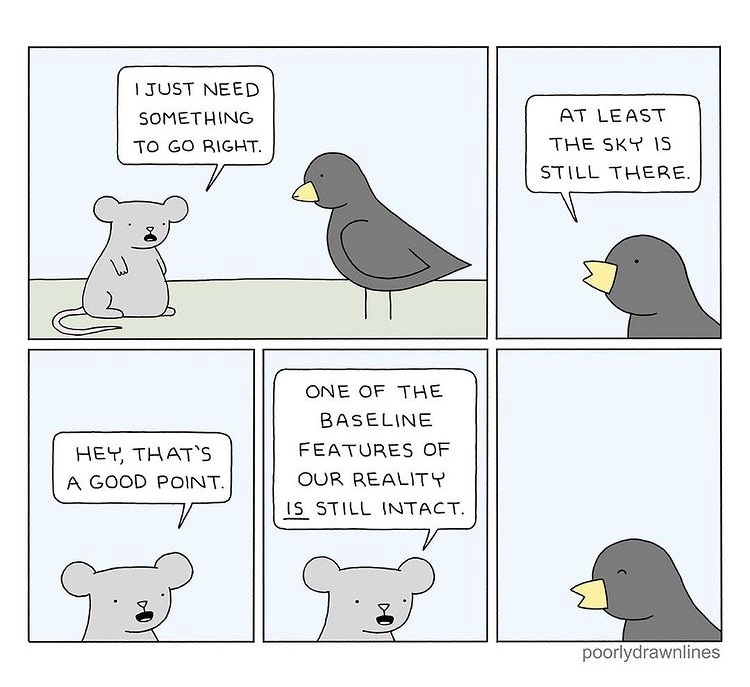 I JUST NEED
SOMETHING
TO GO RIGHT.
AT LEAST
THE SKY IS
STILL THERE.
HEY, THAT'S
A GOOD POINT.
ONE OF THE
BASELINE
FEATURES OF
OUR REALITY
IS STILL INTACT.
poorlydrawnlines